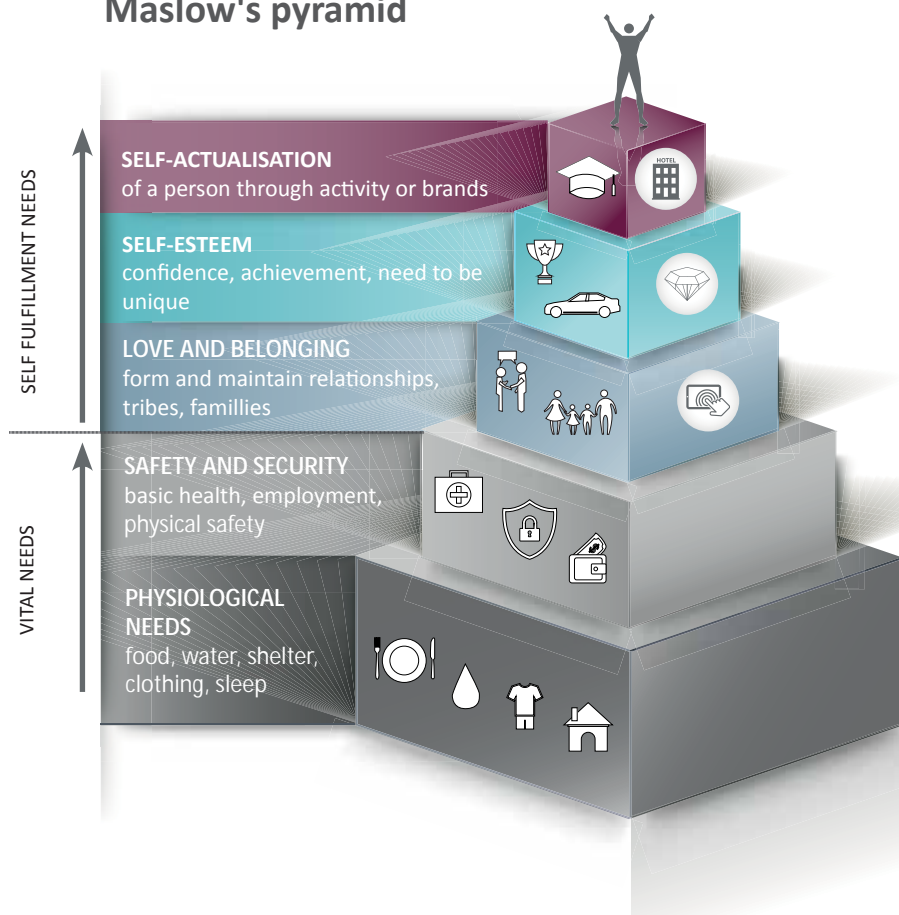 Maslow's pyramid
SELF FULFILLMENT NEEDS
SELF-ACTUALISATION
of a person through activity or brands
HOTEL
SELF-ESTEEM
confidence, achievement, need to be
unique
LOVE AND BELONGING
form and maintain relationships,
tribes, famillies
VITAL NEEDS
SAFETY AND SECURITY
basic health, employment,
physical safety
PHYSIOLOGICAL
NEEDS
food, water, shelter,
clothing, sleep